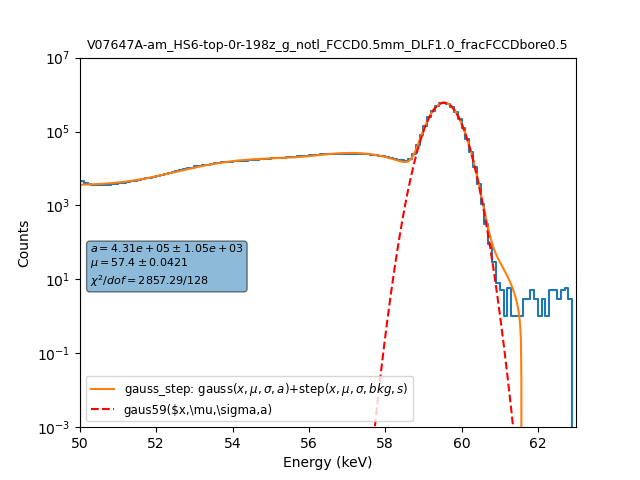 V07647A-am_HS6-top-0r-198z_g_notl_FCCD0.5mm_DLF1.0_fracFCCDbore0.5
10^7
10^5
10^3
10^1
10^−1
10^−3
Counts
a = 4.31e + 05 ± 1.05e + 03
μ = 57.4 ± 0.0421
χ^2/dof = 2857.29/128
gauss_step: gauss(x, μ, σ, a)+step(x, μ, σ, bkg, s)
gaus59($x,\mu,\sigma,a)
50 52 54 56 58 60 62
Energy (keV)